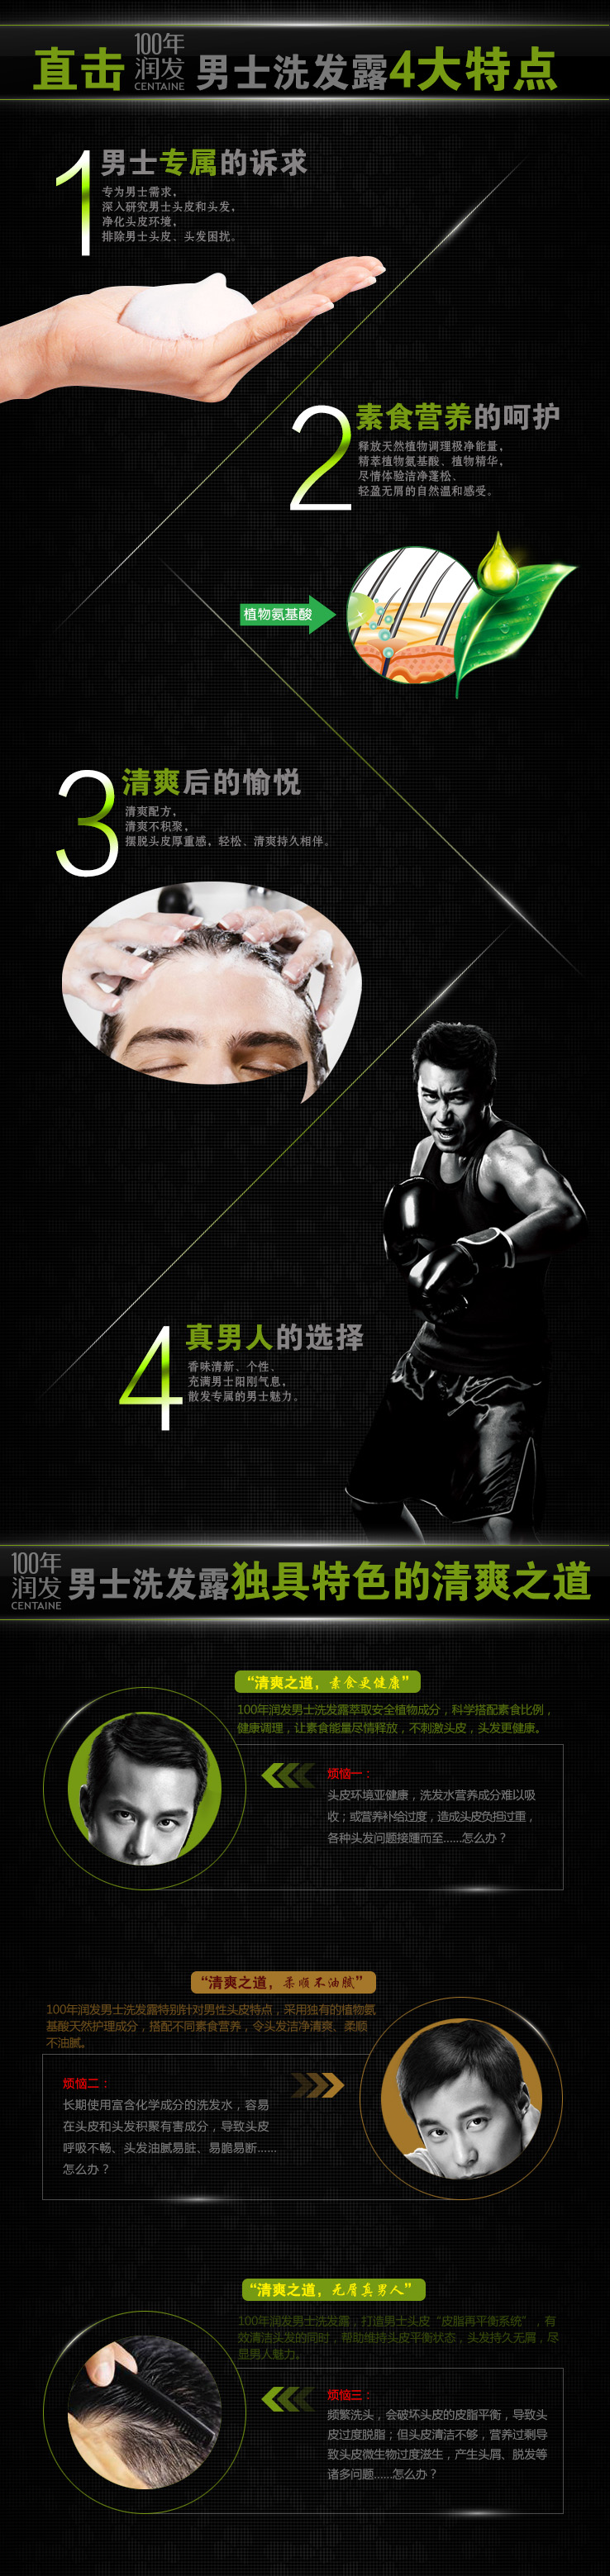 直击
100年
润发
CENTAINE
男士洗发露4大特点
1
男士专属的诉求
专为男士需求，
深入研究男士头皮和头发，
净化头皮环境，
排除男士头皮、头发困扰。
2
素食营养的呵护
释放天然植物调理极净能量，
精萃植物氨基酸、植物精华，
尽情体验洁净蓬松、
轻盈无屑的自然温和感受。
植物氨基酸
3
清爽后的愉悦
清爽配方，
清爽不积聚，
摆脱头皮厚重感，轻松、清爽持久相伴。
4
真男人的选择
香味清新、个性、
充满男士阳刚气息，
散发专属的男士魅力。
100年
润发
CENTAINE
男士洗发露独具特色的清爽之道
“清爽之道，素食更健康”
100年润发男士洗发露萃取安全植物成分，科学搭配素食比例，
健康调理，让素食能量尽情释放，不刺激头皮，头发更健康。
烦恼一：
头皮环境亚健康，洗发水营养成分难以吸
收；或营养补给过度，造成头皮负担过重，
各种头发问题接踵而至......怎么办？
“清爽之道，柔顺不油腻”
100年润发男士洗发露特别针对男性头皮特点，采用独有的植物氨
基酸天然护理成分，搭配不同素食营养，令头发洁净清爽、柔顺
不油腻。
烦恼二：
长期使用富含化学成分的洗发水，容易
在头皮和头发积聚有害成分，导致头皮
呼吸不畅、头发油腻易脏、易脆易断......
怎么办？
“清爽之道，无屑真男人”
100年润发男士洗发露，打造男士头皮“皮脂再平衡系统”，有
效清洁头发的同时，帮助维持头皮平衡状态，头发持久无屑，尽
显男人魅力。
烦恼三：
频繁洗头，会破坏头皮的皮脂平衡，导致头
皮过度脱脂；但头皮清洁不够，营养过剩导
致头皮微生物过度滋生，产生头屑、脱发等
诸多问题......怎么办？